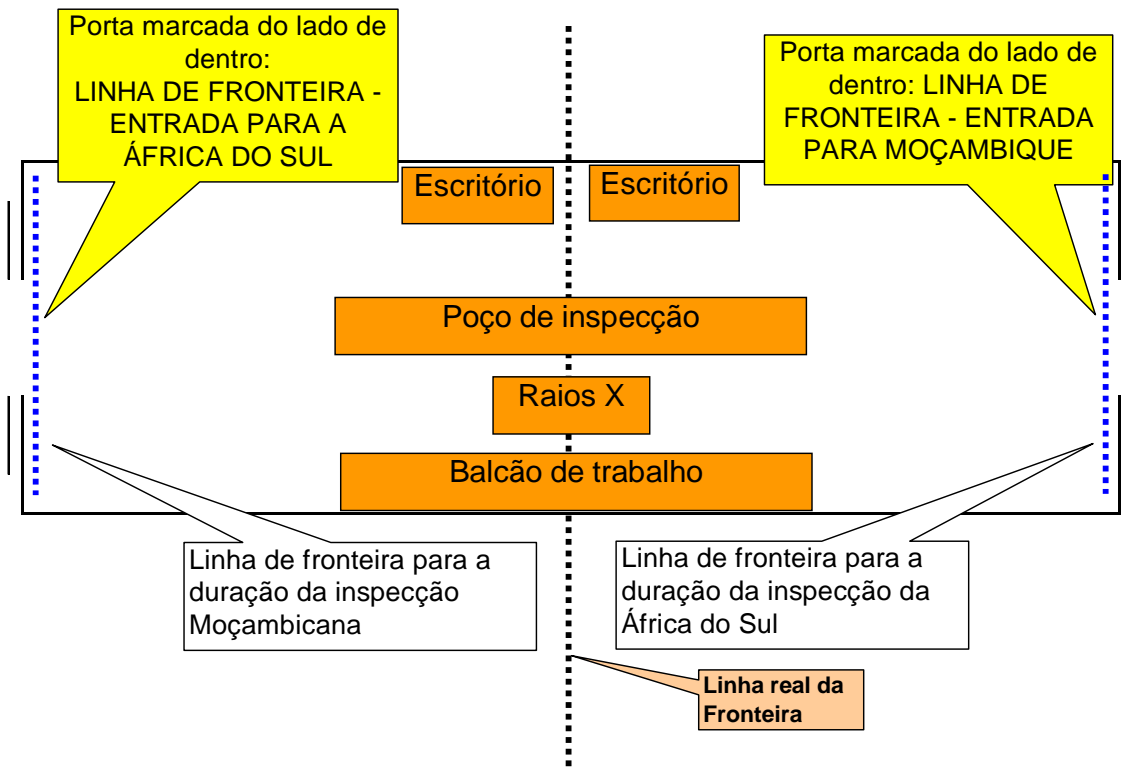 Porta marcada do lado de
dentro:
LINHA DE FRONTEIRA -
ENTRADA PARA A
ÁFRICA DO SUL
Porta marcada do lado de
dentro: LINHA DE
FRONTEIRA - ENTRADA
PARA MOÇAMBIQUE
Escritório
Escritório
Poço de inspecção
Raios X
Balcão de trabalho
Linha de fronteira para a
duração da inspecção
Moçambicana
Linha de fronteira para a
duração da inspecção da
África do Sul
Linha real da
Fronteira